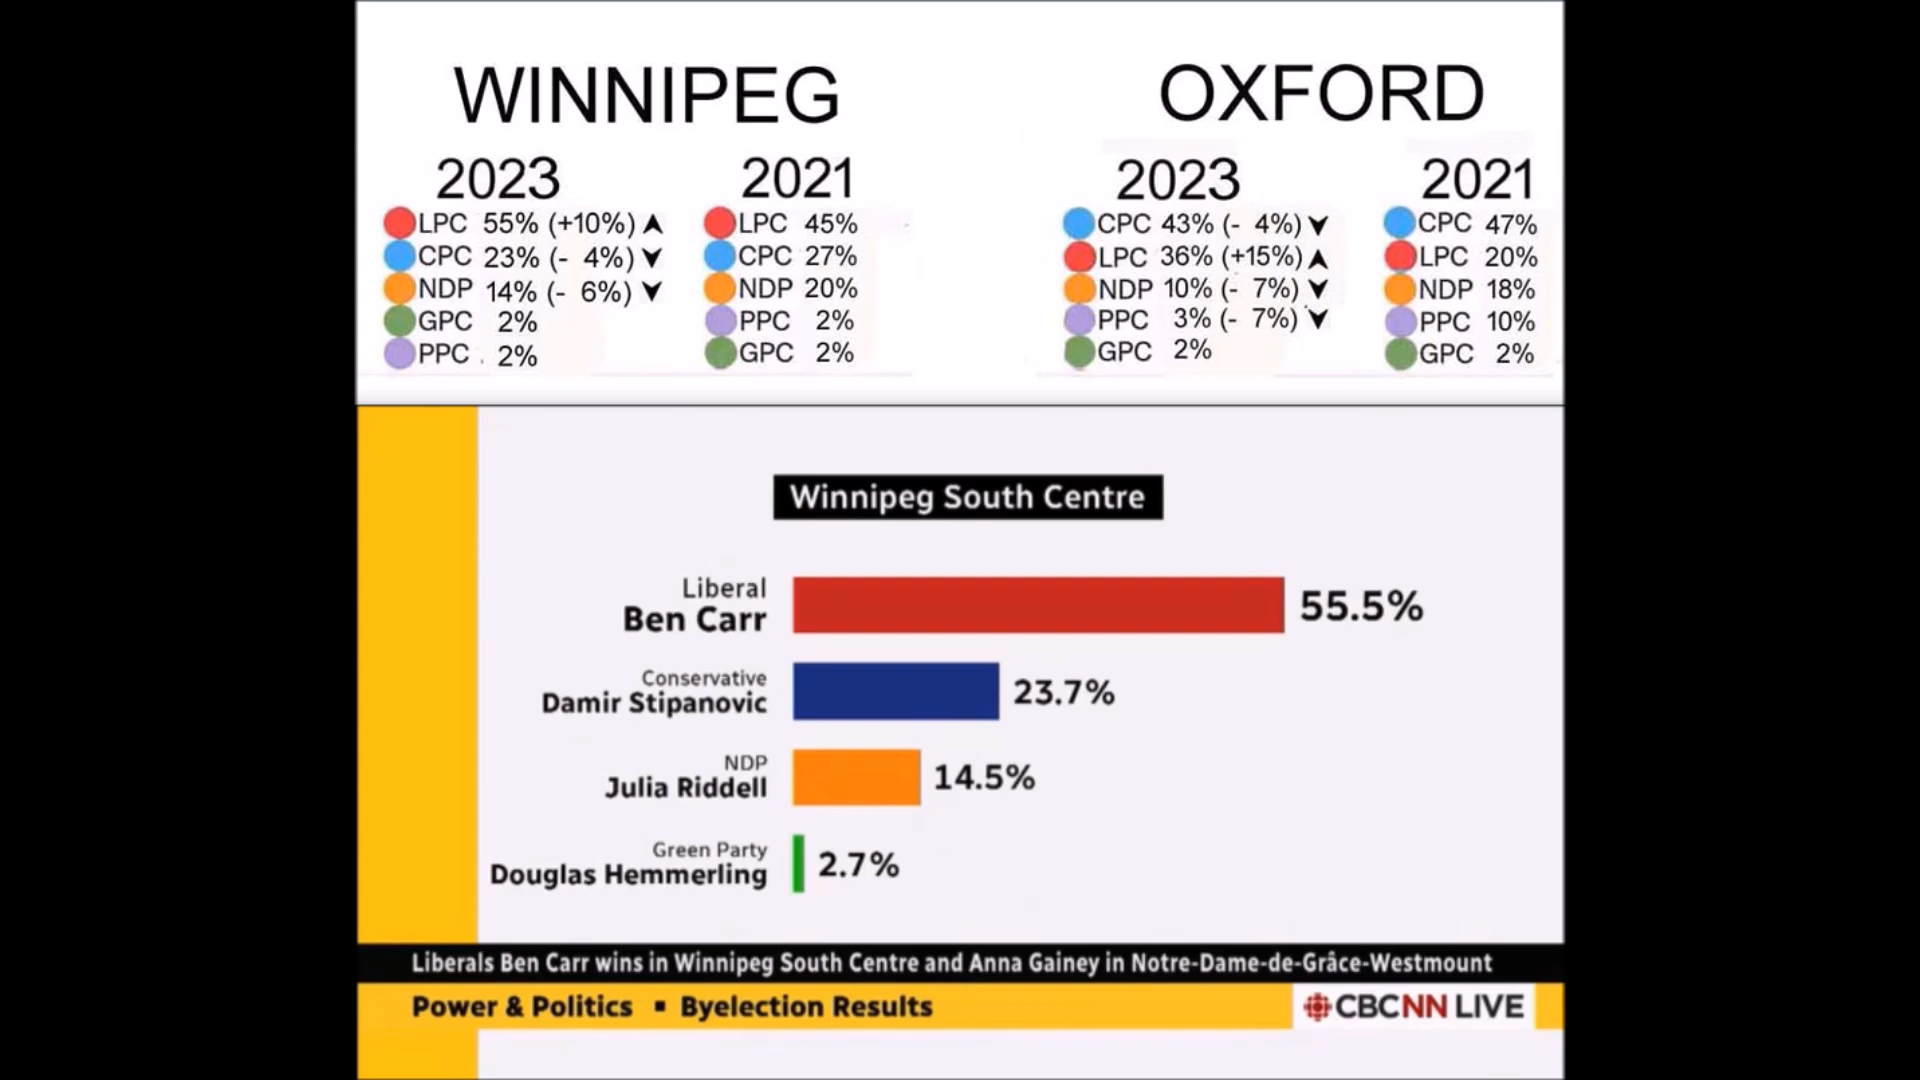 WINNIPEG
2023
LPC 55% (+10%)
CPC 23% (- 4%)
NDP 14% (- 6%)
GPC 2%
PPC . 2%
2021
LPC 45%
CPC 27%
NDP 20%
PPC 2%
GPC 2%
OXFORD
2023
CPC 43% (- 4%)
LPC 36% (+15%)
NDP 10% (- 7%)
PPC 3% (- 7%)
GPC 2%
2021
CPC 47%
LPC 20%
NDP 18%
PPC 10%
GPC 2%
Winnipeg South Centre
Liberal
Ben Carr
55.5%
Conservative
Damir Stipanovic
23.7%
NDP
Julia Riddell
14.5%
Green Party
Douglas Hemmerling
2.7%
Liberals Ben Carr wins in Winnipeg South Centre and Anna Gainey in Notre-Dame-de-Grâce-Westmount
Power & Politics ▪ Byelection Results
CBCNN LIVE